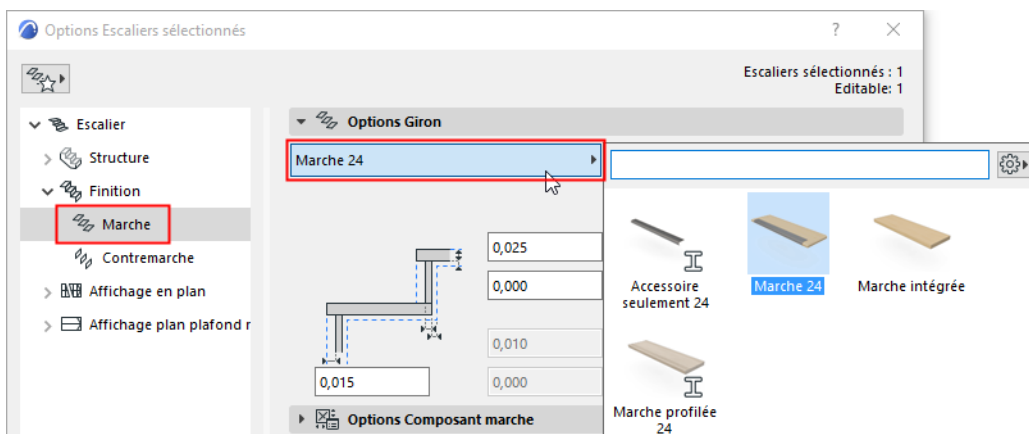 Options Escaliers sélectionnés
?
Escaliers sélectionnés : 1
Editable: 1
Escalier
Structure
Finition
Marche
Contremarche
Affichage en plan
Affichage plan plafond r
Options Giron
Marche 24
0,025
0,000
0,010
0,015
0,000
Options Composant marche
Accessoire
seulement 24
Marche 24
Marche intégrée
Marche profilée
24